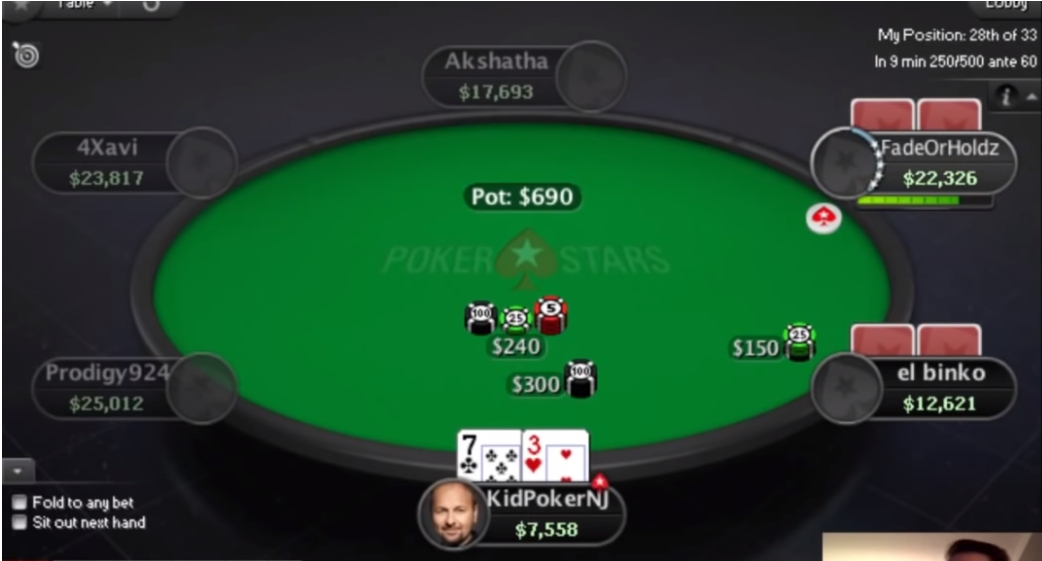 Table
Lobby
My Position: 28th of 33
In 9 min 250/500 ante 60
i
Akshatha
$17,693
4Xavi
$23,817
FadeOrHoldz
$22,326
Pot: $690
POKER STARS
100
25
5
$240
25
$150
100
$300
Prodigy924
$25,012
el binko
$12,621
7
3
KidPokerNJ
$7,558
Fold to any bet
Sit out next hand